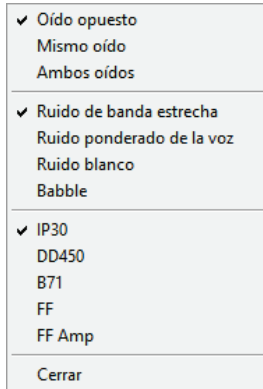 Oído opuesto
Mismo oído
Ambos oídos
Ruido de banda estrecha
Ruido ponderado de la voz
Ruido blanco
Babble
IP30
DD450
B71
FF
FF Amp
Cerrar